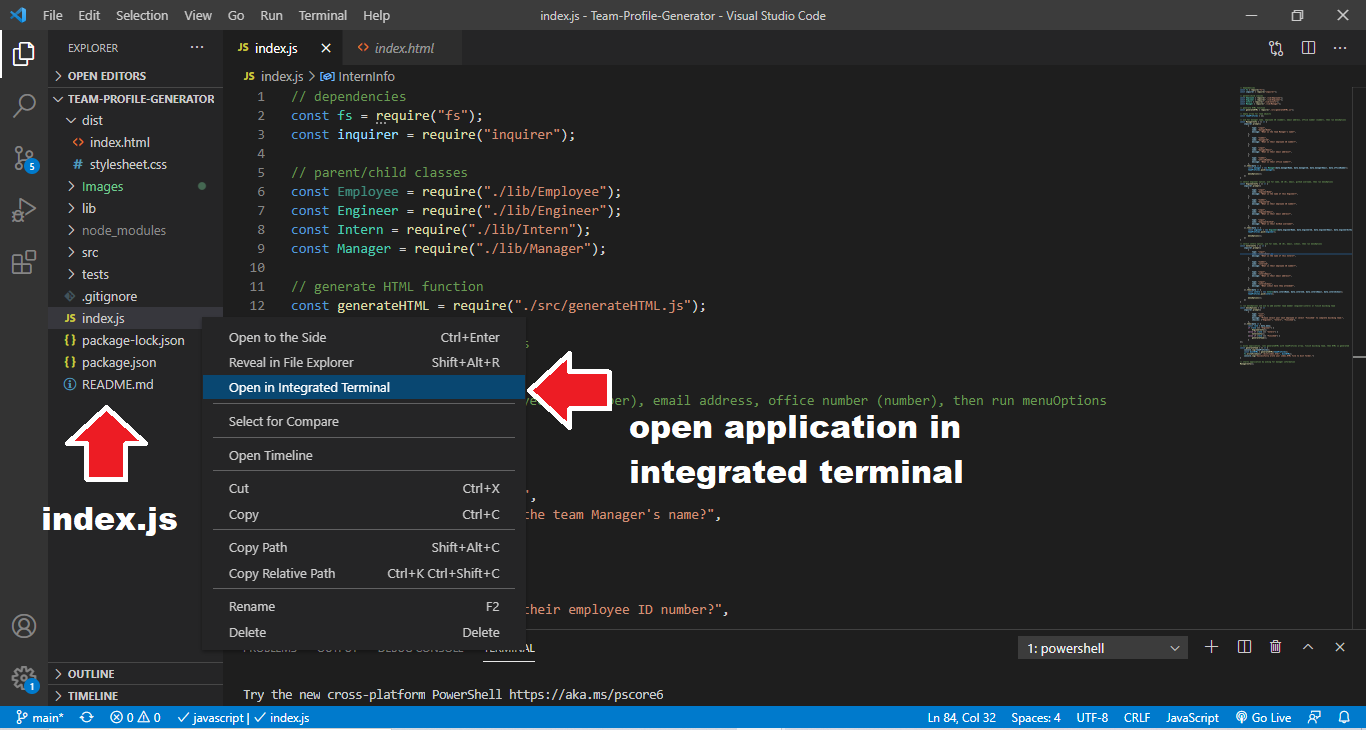 File Edit Selection View Go Run Terminal Help
index.js - Team-Profile-Generator - Visual Studio Code
EXPLORER
OPEN EDITORS
TEAM-PROFILE-GENERATOR
dist
index.html
stylesheet.css
Images
lib
node_modules
src
tests
.gitignore
index.js
package-lock.json
package.json
README.md
OUTLINE
TIMELINE
5
1
JS index.js
index.html
JS index.js > InternInfo
1 // dependencies
2 const fs = require("fs");
3 const inquirer = require("inquirer");
4
5 // parent/child classes
6 const Employee = require("./lib/Employee");
7 const Engineer = require("./lib/Engineer");
8 const Intern = require("./lib/Intern");
9 const Manager = require("./lib/Manager");
10
11 // generate HTML function
12 const generateHTML = require("./src/generateHTML.js");
), email address, office number (number), then run menuOptions
",
the team Manager's name?",
their employee ID number?",
Open to the Side Ctrl+Enter
Reveal in File Explorer Shift+Alt+R
Open in Integrated Terminal
Select for Compare
Open Timeline
Cut Ctrl+X
Copy Ctrl+C
Copy Path Shift+Alt+C
Copy Relative Path Ctrl+K Ctrl+Shift+C
Rename F2
Delete Delete
index.js
open application in
integrated terminal
TERMINAL
1: powershell
Try the new cross-platform PowerShell https://aka.ms/pscore6
main* 0 0 javascript | index.js
Ln 84, Col 32 Spaces: 4 UTF-8 CRLF JavaScript Go Live